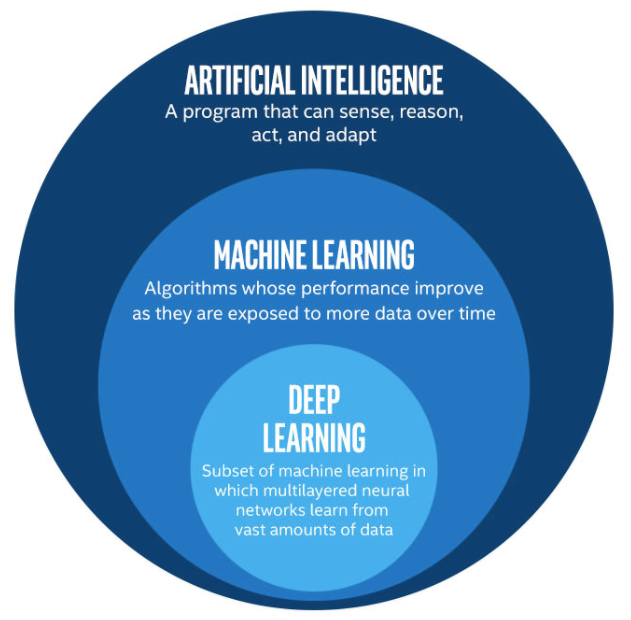 ARTIFICIAL INTELLIGENCE
A program that can sense, reason,
act, and adapt
MACHINE LEARNING
Algorithms whose performance improve
as they are exposed to more data over time
DEEP
LEARNING
Subset of machine learning in
which multilayered neural
networks learn from
vast amounts of data